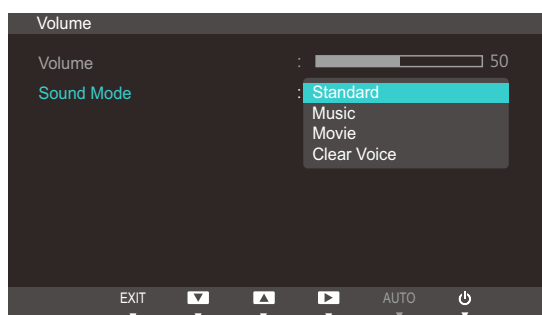 Volume
Volume : 50
Sound Mode : Standard
Music
Movie
Clear Voice
EXIT AUTO